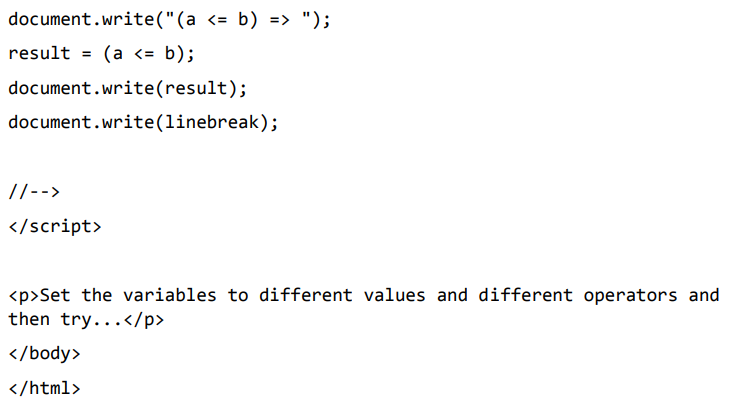 document.write("(a <= b) => ");
result = (a <= b);
document.write(result);
document.write(linebreak);
//-->
</script>
<p>Set the variables to different values and different operators and
then try...</p>
</body>
</html>